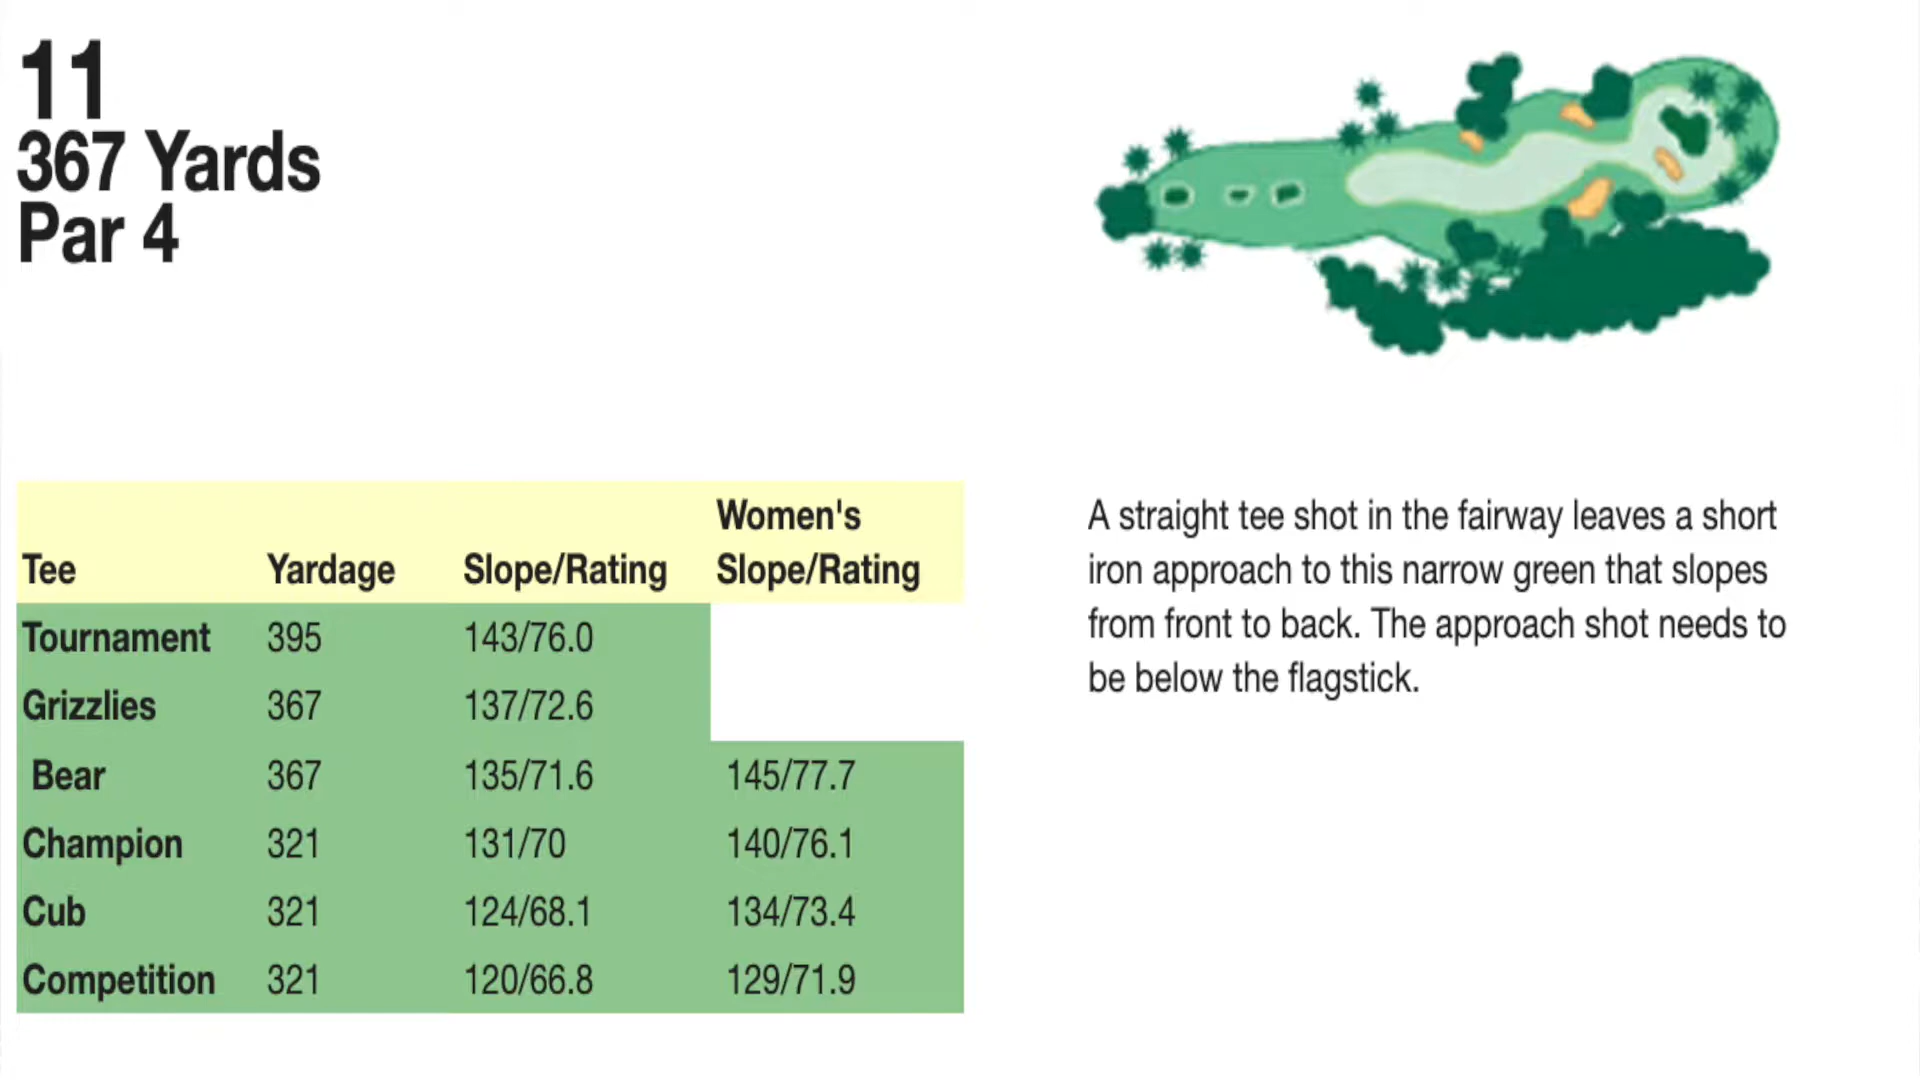 11
367 Yards
Par 4
Women's
Tee Yardage Slope/Rating Slope/Rating
Tournament 395 143/76.0
Grizzlies 367 137/72.6
Bear 367 135/71.6 145/77.7
Champion 321 131/70 140/76.1
Cub 321 124/68.1 134/73.4
Competition 321 120/66.8 129/71.9
A straight tee shot in the fairway leaves a short
iron approach to this narrow green that slopes
from front to back. The approach shot needs to
be below the flagstick.